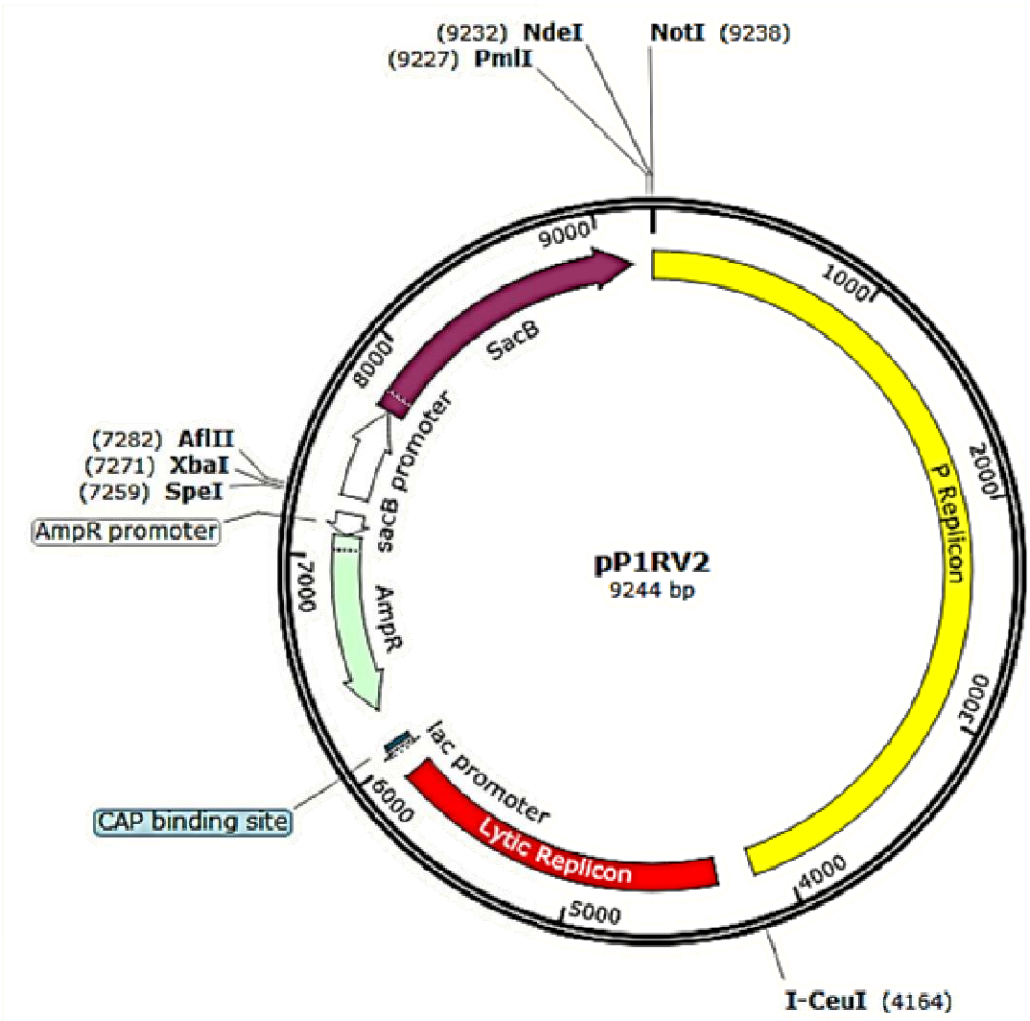 (9232) NdeI
NotI (9238)
(9227) PmlI
9000
1000
SacB
8000
sacB promoter
2000
P Replicon
(7282) AflII
(7271) XbaI
(7259) SpeI
AmpR promoter
pP1RV2
9244 bp
7000
AmpR
3000
lac promoter
6000
CAP binding site
Lytic Replicon
4000
5000
I-CeuI (4164)